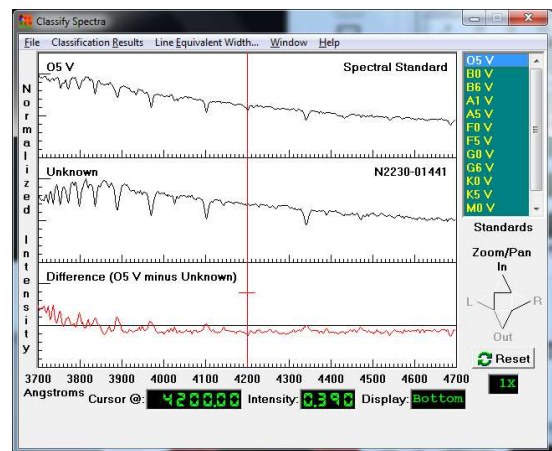 Classify Spectra
File Classification Results Line Equivalent Width... Window Help
Normalized Intensity
O5 V
Spectral Standard
Unknown
N2230-01441
Difference (O5 V minus Unknown)
3700 3800 3900 4000 4100 4200 4300 4400 4500 4600 4700
Angstroms
Cursor @: 4200.00 Intensity: 0.390 Display: Bottom
O5 V
B0 V
B6 V
A1 V
A5 V
F0 V
F5 V
G0 V
G6 V
K0 V
K5 V
M0 V
Standards
Zoom/Pan
In
L R
Out
Reset
1X